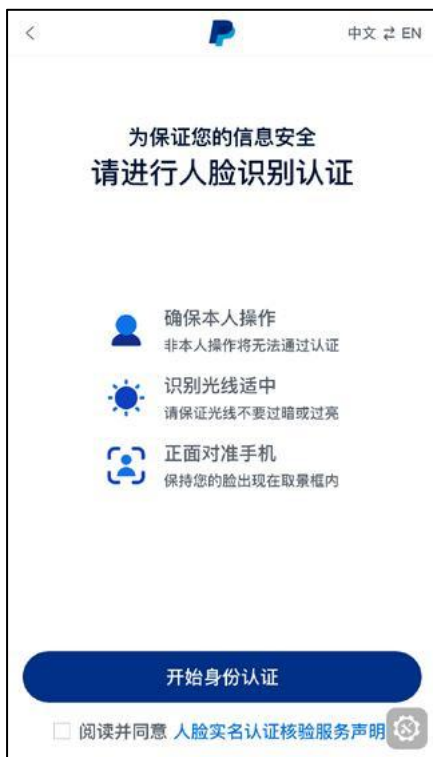 中文 ⇄ EN
为保证您的信息安全
请进行人脸识别认证
确保本人操作
非本人操作将无法通过认证
识别光线适中
请保证光线不要过暗或过亮
正面对准手机
保持您的脸出现在取景框内
开始身份认证
阅读并同意 人脸实名认证核验服务声明